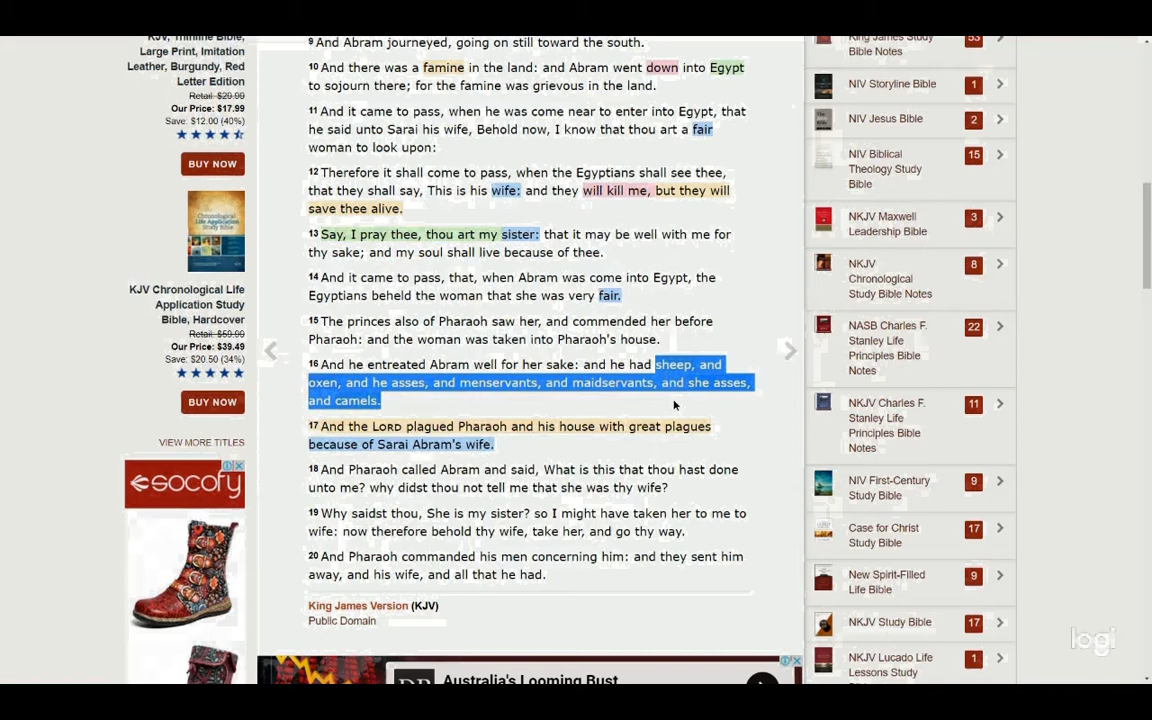 KJV, Thinline Bible,
Large Print, Imitation
Leather, Burgundy, Red
Letter Edition
Retail: $29.99
Our Price: $17.99
Save: $12.00 (40%)
BUY NOW
KJV Chronological Life
Application Study
Bible, Hardcover
Retail: $59.99
Our Price: $39.49
Save: $20.50 (34%)
BUY NOW
VIEW MORE TITLES
socofy
9 And Abram journeyed, going on still toward the south.
10 And there was a famine in the land: and Abram went down into Egypt
to sojourn there; for the famine was grievous in the land.
11 And it came to pass, when he was come near to enter into Egypt, that
he said unto Sarai his wife, Behold now, I know that thou art a fair
woman to look upon:
12 Therefore it shall come to pass, when the Egyptians shall see thee,
that they shall say, This is his wife: and they will kill me, but they will
save thee alive.
13 Say, I pray thee, thou art my sister: that it may be well with me for
thy sake; and my soul shall live because of thee.
14 And it came to pass, that, when Abram was come into Egypt, the
Egyptians beheld the woman that she was very fair.
15 The princes also of Pharaoh saw her, and commended her before
Pharaoh: and the woman was taken into Pharaoh's house.
16 And he entreated Abram well for her sake: and he had sheep, and
oxen, and he asses, and menservants, and maidservants, and she asses,
and camels.
17 And the LORD plagued Pharaoh and his house with great plagues
because of Sarai Abram's wife.
18 And Pharaoh called Abram and said, What is this that thou hast done
unto me? why didst thou not tell me that she was thy wife?
19 Why saidst thou, She is my sister? so I might have taken her to me to
wife: now therefore behold thy wife, take her, and go thy way.
20 And Pharaoh commanded his men concerning him: and they sent him
away, and his wife, and all that he had.
King James Version (KJV)
Public Domain
Australia's Looming Bust
King James Study
Bible Notes
53
NIV Storyline Bible
1
NIV Jesus Bible
2
NIV Biblical
Theology Study
Bible
15
NKJV Maxwell
Leadership Bible
3
NKJV
Chronological
Study Bible Notes
8
NASB Charles F.
Stanley Life
Principles Bible
Notes
22
NKJV Charles F.
Stanley Life
Principles Bible
Notes
11
NIV First-Century
Study Bible
9
Case for Christ
Study Bible
17
New Spirit-Filled
Life Bible
9
NKJV Study Bible
17
NKJV Lucado Life
Lessons Study
1
logi